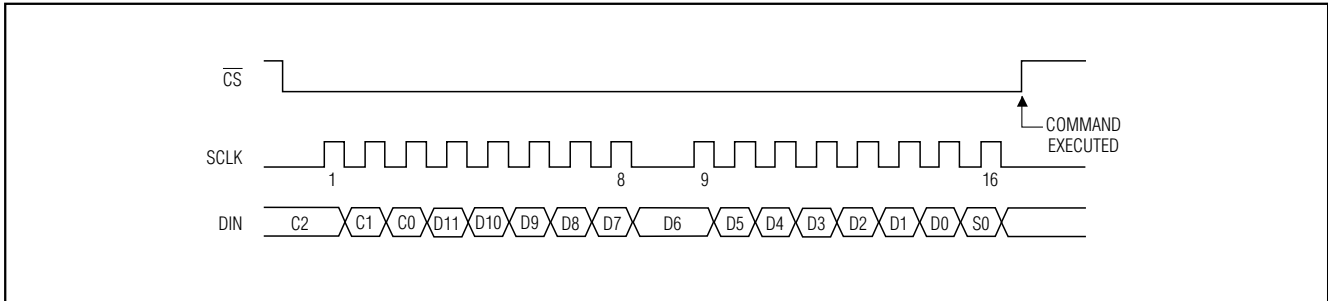 CS
COMMAND
EXECUTED
SCLK
1 8 9 16
DIN C2 C1 C0 D11 D10 D9 D8 D7 D6 D5 D4 D3 D2 D1 D0 S0